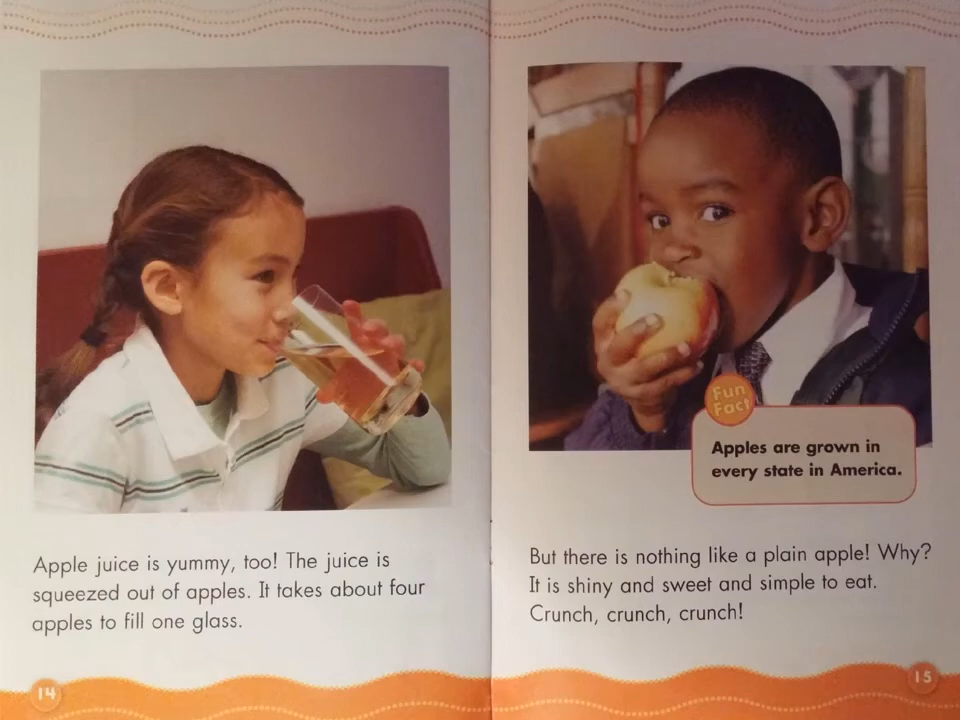 Apple juice is yummy, too! The juice is
squeezed out of apples. It takes about four
apples to fill one glass.
14
Fun
Fact
Apples are grown in
every state in America.
But there is nothing like a plain apple! Why?
It is shiny and sweet and simple to eat.
Crunch, crunch, crunch!
15